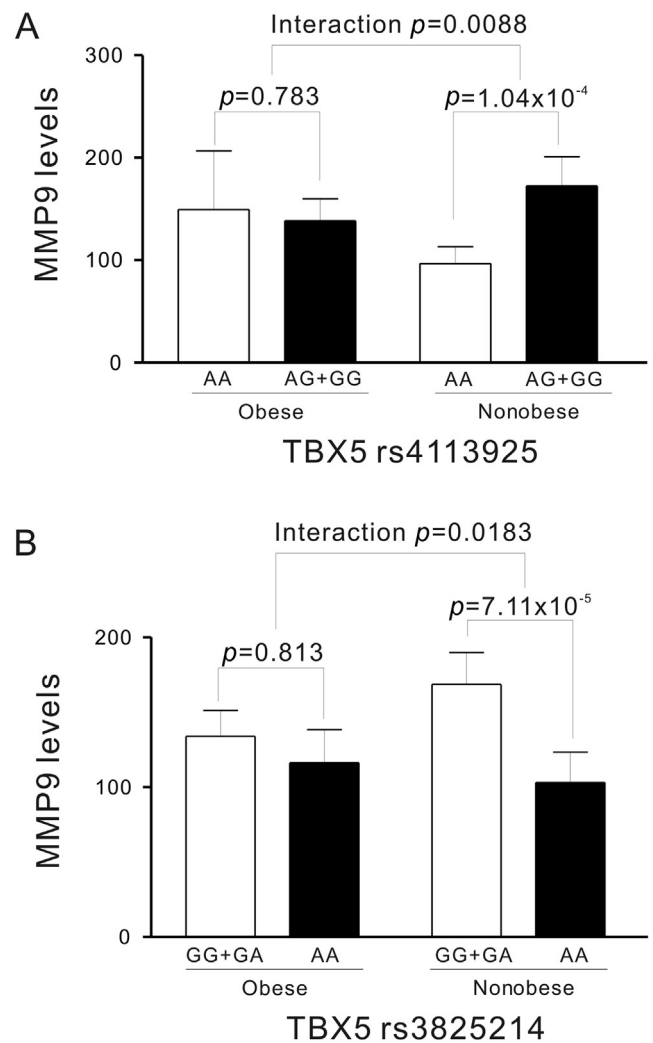 A
Interaction p=0.0088
p=0.783
p=1.04x10-4
MMP9 levels
300
200
100
0
AA
AG+GG
AA
AG+GG
Obese
Nonobese
TBX5 rs4113925
B
Interaction p=0.0183
p=0.813
p=7.11x10-5
MMP9 levels
200
100
0
GG+GA
AA
GG+GA
AA
Obese
Nonobese
TBX5 rs3825214